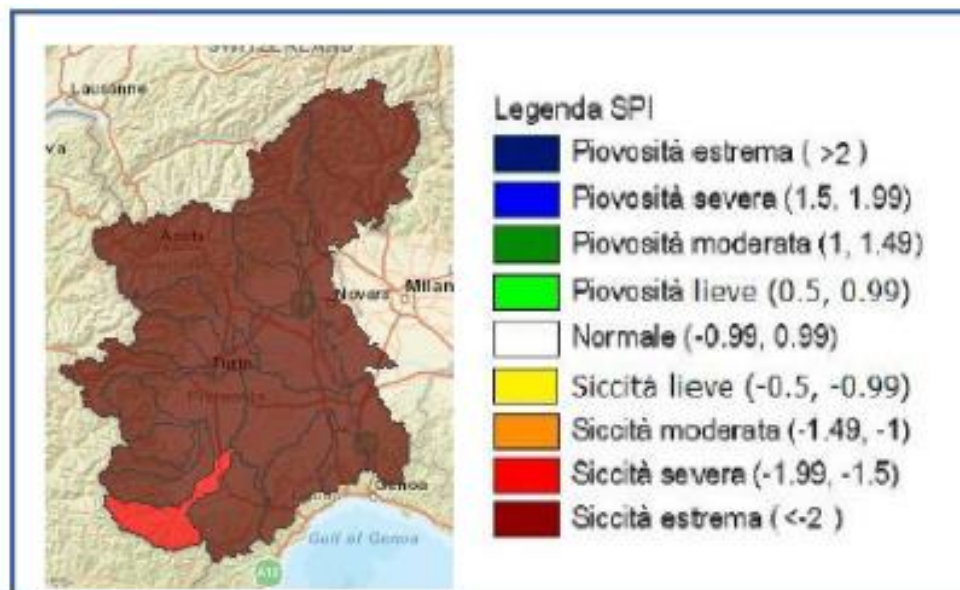 SWITZERLAND
Lausanne
va
Aosta
Novara
Milan
Turin
Piemonte
Genoa
Gulf of Genoa
A10
Legenda SPI
Piovosità estrema ( >2 )
Piovosità severa (1.5, 1.99)
Piovosità moderata (1, 1.49)
Piovosità lieve (0.5, 0.99)
Normale (-0.99, 0.99)
Siccità lieve (-0.5, -0.99)
Siccità moderata (-1.49, -1)
Siccità severa (-1.99, -1.5)
Siccità estrema (<-2 )